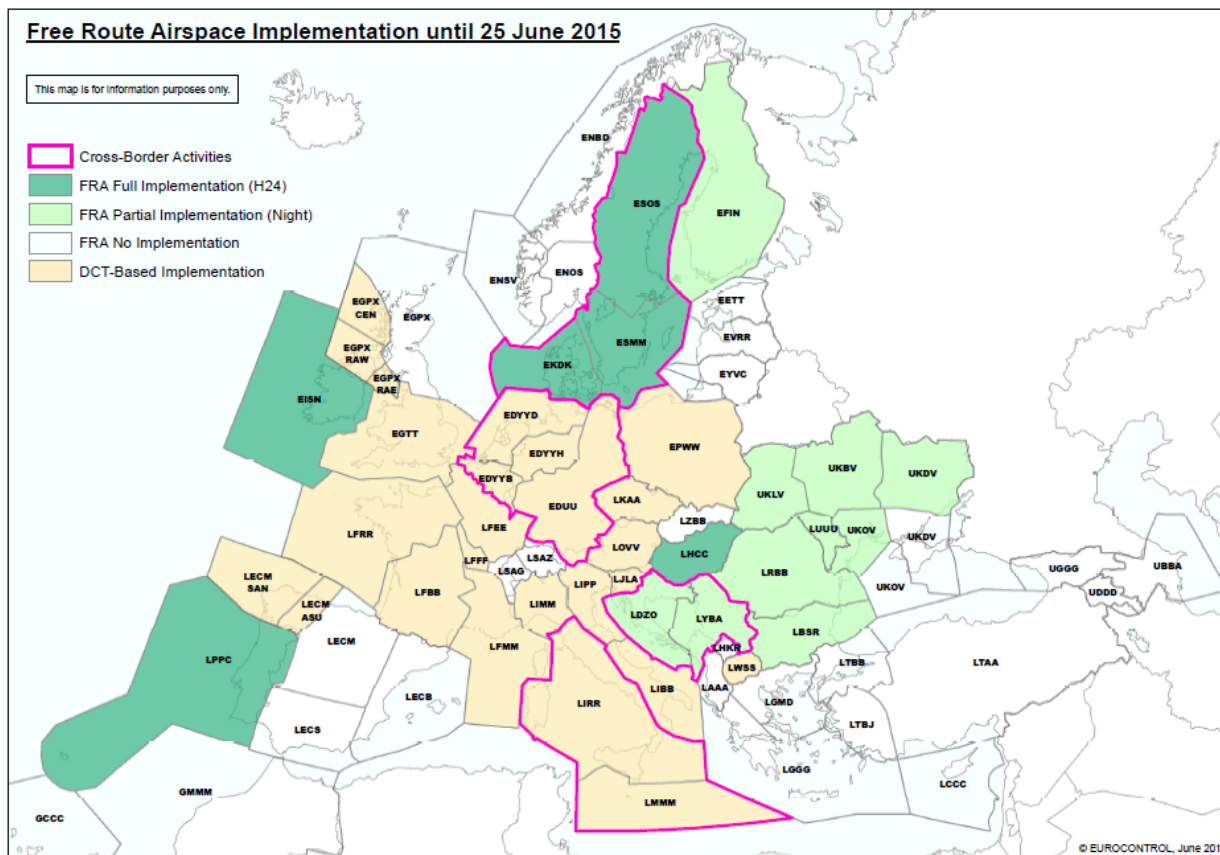 Free Route Airspace Implementation until 25 June 2015
This map is for information purposes only.
Cross-Border Activities
FRA Full Implementation (H24)
FRA Partial Implementation (Night)
FRA No Implementation
DCT-Based Implementation
ENBD
ESOS
EFIN
ENSV
ENOS
EGPX
CEN
EGPX
EGPX
RAW
EGPX
RAE
EETT
EVRR
EYVC
ESMM
EKDK
EISN
EGTT
EDYYD
EDYYH
EDYYB
EDUU
EPWW
UKLV
UKBV
UKDV
LKAA
LZBB
LOVV
LHCC
LUUU
UKOV
UKDV
LFRR
LFEE
LFFF
LSAG
LSAZ
LFBB
LIMM
LIPP
LJLA
LRBB
UKOV
UGGG
UBBA
UDDD
LECM
SAN
LECM
ASU
LECM
LDZO
LYBA
LBSR
LHKR
LWSS
LPPC
LFMM
LECB
LECS
LIRR
LIBB
LAAA
LTBB
LTAA
LGMD
LTBJ
LGGG
LCCC
LMMM
GMMM
GCCC
© EUROCONTROL, June 201